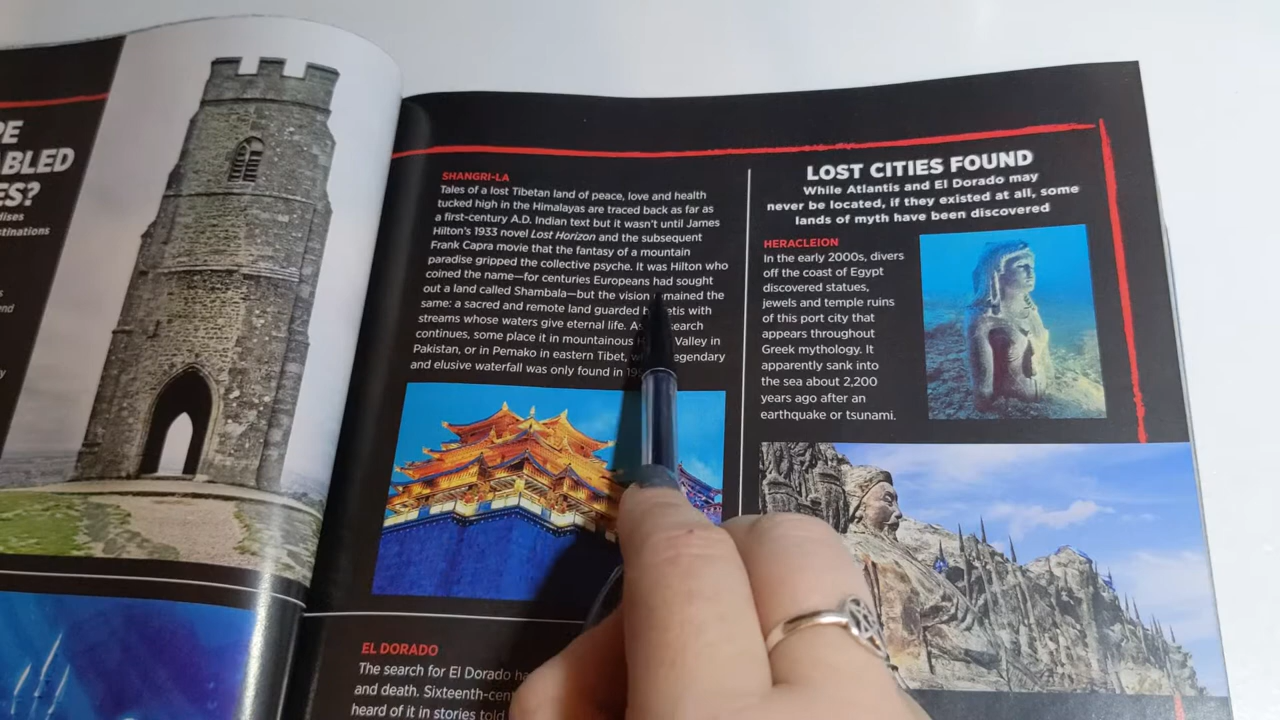 RE
ABLED
ES?
dises
stinations
s
nd
y
SHANGRI-LA
Tales of a lost Tibetan land of peace, love and health
tucked high in the Himalayas are traced back as far as
a first-century A.D. Indian text but it wasn't until James
Hilton's 1933 novel Lost Horizon and the subsequent
Frank Capra movie that the fantasy of a mountain
paradise gripped the collective psyche. It was Hilton who
coined the name—for centuries Europeans had sought
out a land called Shambala—but the vision remained the
same: a sacred and remote land guarded by yetis with
streams whose waters give eternal life. As search
continues, some place it in mountainous Valley in
Pakistan, or in Pemako in eastern Tibet, legendary
and elusive waterfall was only found in
EL DORADO
The search for El Dorado
and death. Sixteenth-cen
heard of it in stories told
LOST CITIES FOUND
While Atlantis and El Dorado may
never be located, if they existed at all, some
lands of myth have been discovered
HERACLEION
In the early 2000s, divers
off the coast of Egypt
discovered statues,
jewels and temple ruins
of this port city that
appears throughout
Greek mythology. It
apparently sank into
the sea about 2,200
years ago after an
earthquake or tsunami.